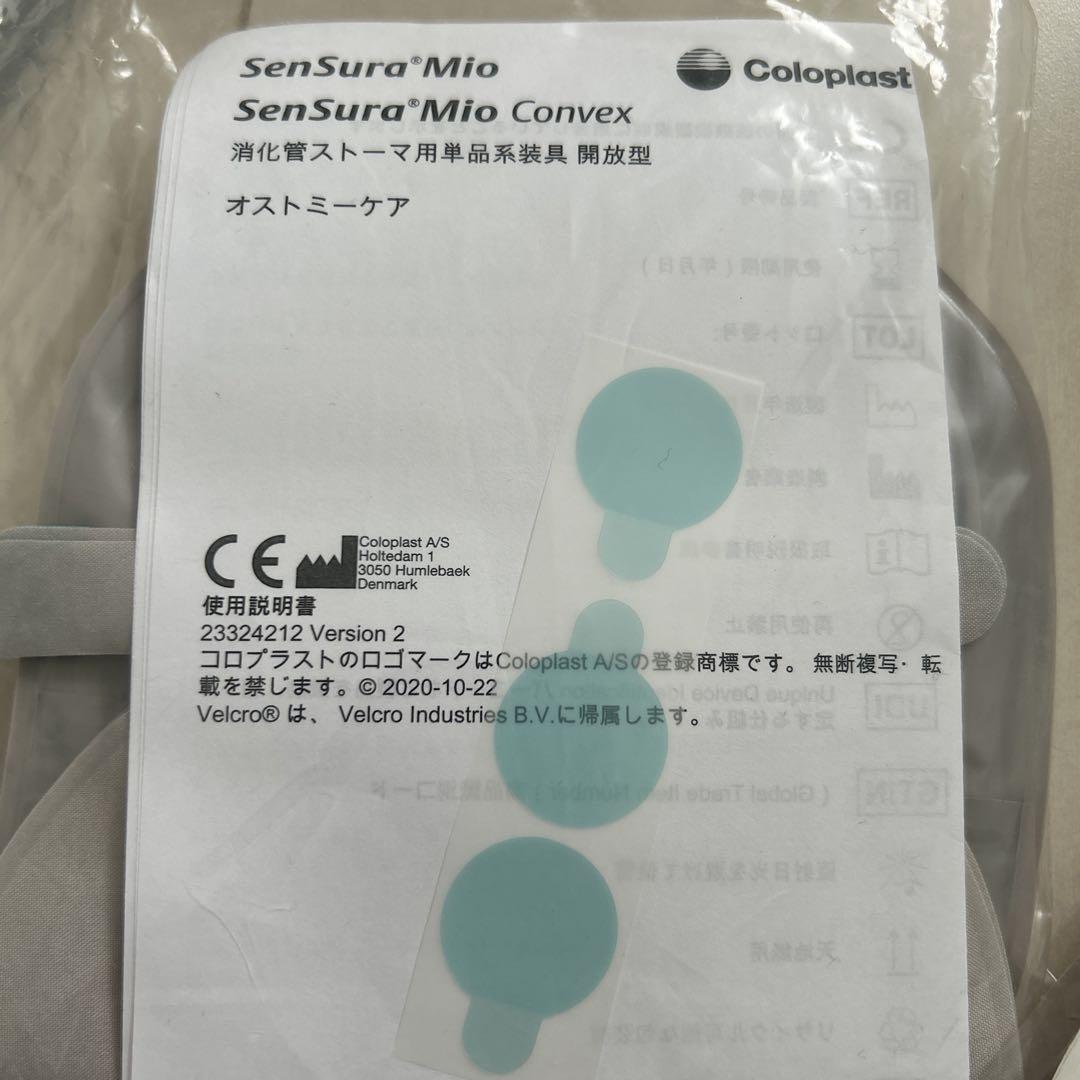 SenSura®Mio
Coloplast
SenSura®Mio Convex
消化管ストーマ用単品系装具 開放型
オストミーケア
CE
Coloplast A/S
Holtedam 1
3050 Humlebaek
Denmark
使用説明書
23324212 Version 2
コロプラストのロゴマークはColoplast A/Sの登録商標です。 無断複写・転
載を禁じます。© 2020-10-22
Velcro® は、 Velcro Industries B.V.に帰属します。